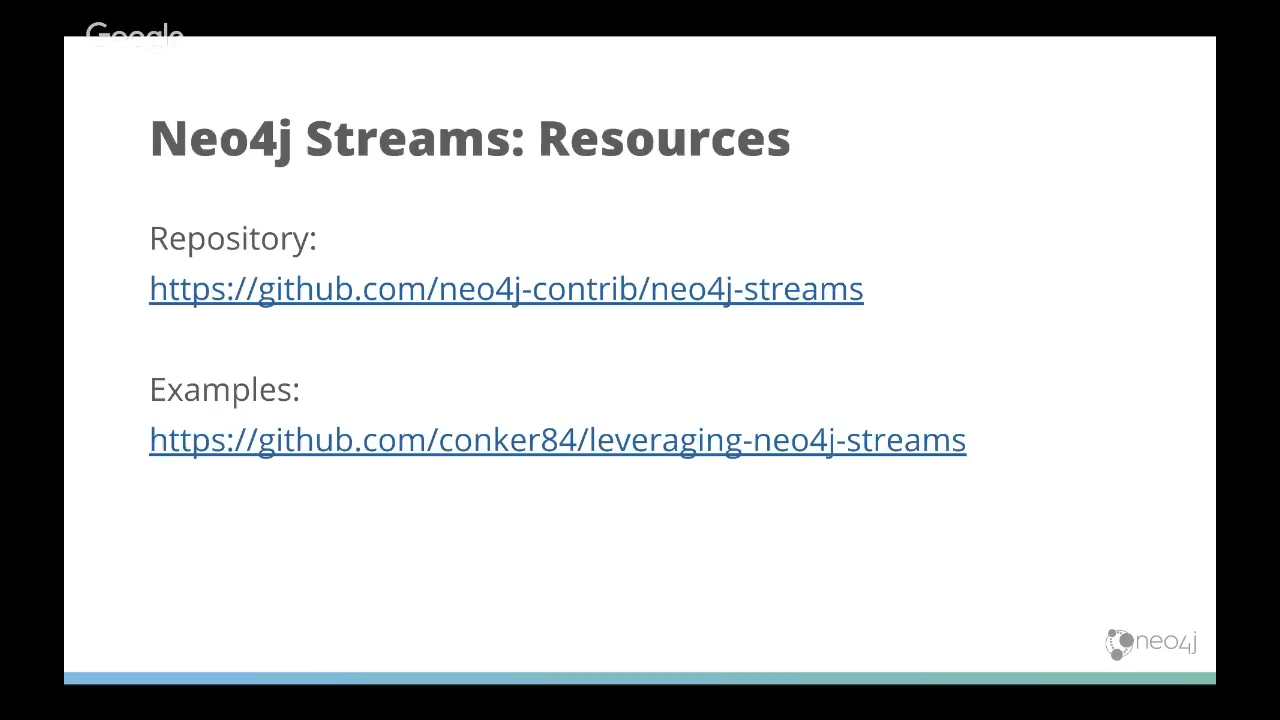 Google
Neo4j Streams: Resources
Repository:
https://github.com/neo4j-contrib/neo4j-streams
Examples:
https://github.com/conker84/leveraging-neo4j-streams
neo4j